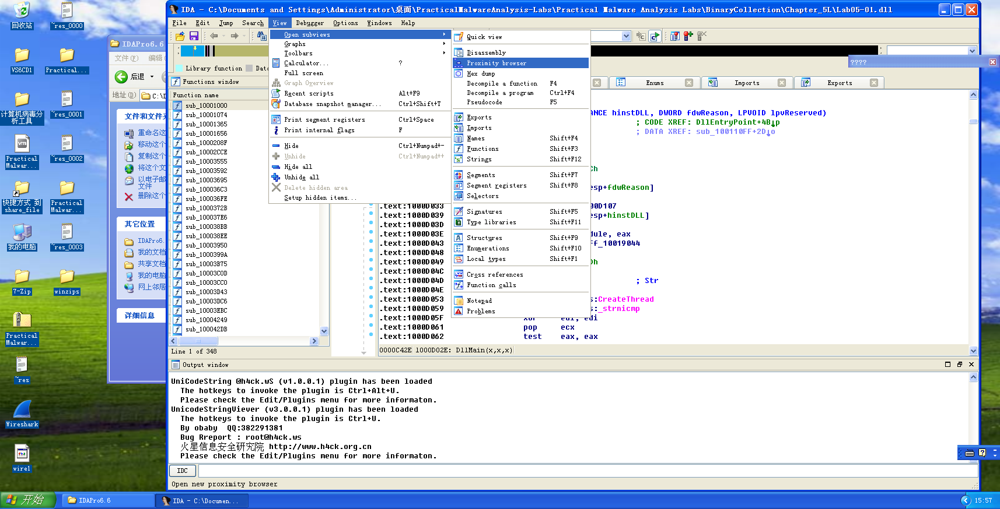 IDA - C:\Documents and Settings\Administrator\桌面\PracticalMalwareAnalysis-Labs\Practical Malware Analysis Labs\BinaryCollection\Chapter_5L\Lab05-01.dll
File Edit Jump Search View Debugger Options Windows Help
回收站
~res_0000
VS6CD1
Practical...
计算机病毒分析工具
~res_0001
Practical Malwar...
~res_0002
快捷方式 到 share_file
Practical Malwar...
我的电脑
~res_0003
7-Zip
winzips
Practical Malwar...
~res
Wireshark
wire1
IDAPro6.6
文件(F) 编辑
后退
地址(D) C:\D
文件和文件夹
重命名这
移动这个
复制这个
将这个文
以电子邮
文件
删除这个
其它位置
IDAPro6.
我的文档
共享文档
我的电脑
网上邻居
详细信息
Library function Data
Functions window
Function name
sub_10001000
sub_10001074
sub_10001365
sub_10001656
sub_1000208F
sub_10002CCE
sub_10003555
sub_10003592
sub_10003695
sub_100036C3
sub_100036FE
sub_1000372B
sub_100037E6
sub_100038BB
sub_100038EE
sub_10003950
sub_1000399A
sub_10003B75
sub_10003C0D
sub_10003CC0
sub_10003D43
sub_10003DC6
sub_10003EBC
sub_10004249
sub_100042DB
Line 1 of 348
Open subviews
Graphs
Toolbars
Calculator... ?
Full screen
Graph Overview
Recent scripts Alt+F9
Database snapshot manager... Ctrl+Shift+T
Print segment registers Ctrl+Space
Print internal flags F
Hide Ctrl+Numpad+-
Unhide Ctrl+Numpad++
Hide all
Unhide all
Delete hidden area
Setup hidden items...
Quick view
Disassembly
Proximity browser
Hex dump
Decompile a function F4
Decompile a program Ctrl+F4
Pseudocode F5
Exports
Imports
Names Shift+F4
Functions Shift+F3
Strings Shift+F12
Segments Shift+F7
Segment registers Shift+F8
Selectors
Signatures Shift+F5
Type libraries Shift+F11
Structures Shift+F9
Enumerations Shift+F10
Local types Shift+F1
Cross references
Function calls
Notepad
Problems
????
Enums
Imports
Exports
ANCE hinstDLL, DWORD fdwReason, LPVOID lpvReserved)
; CODE XREF: DllEntryPoint+4B↓p
; DATA XREF: sub_100110FF+2D↓o
Ch
esp+fdwReason]
.text:1000D033 00D107
.text:1000D039 esp+hinstDLL]
.text:1000D03D
.text:1000D03E dule, eax
.text:1000D043 ff_10019044
.text:1000D048
.text:1000D049 Dh
.text:1000D04C
.text:1000D04D ; Str
.text:1000D04E
.text:1000D053 s:CreateThread
.text:1000D059 s:_strnicmp
.text:1000D05F xor edi, edi
.text:1000D061 pop ecx
.text:1000D062 test eax, eax
0000C42E 1000D02E: DllMain(x,x,x)
Output window
UniCodeString @h4ck.wS (v1.0.0.1) plugin has been loaded
The hotkeys to invoke the plugin is Ctrl+Alt+U.
Please check the Edit/Plugins menu for more informaton.
UnicodeStringViever (v3.0.0.1) plugin has been loaded
The hotkeys to invoke the plugin is Ctrl+U.
By obaby QQ:382291381
Bug Rreport : root@h4ck.ws
火星信息安全研究院 http://www.h4ck.org.cn
Please check the Edit/Plugins menu for more informaton.
IDC
Open new proximity browser
开始
IDAPro6.6
IDA - C:\Documen...
15:57